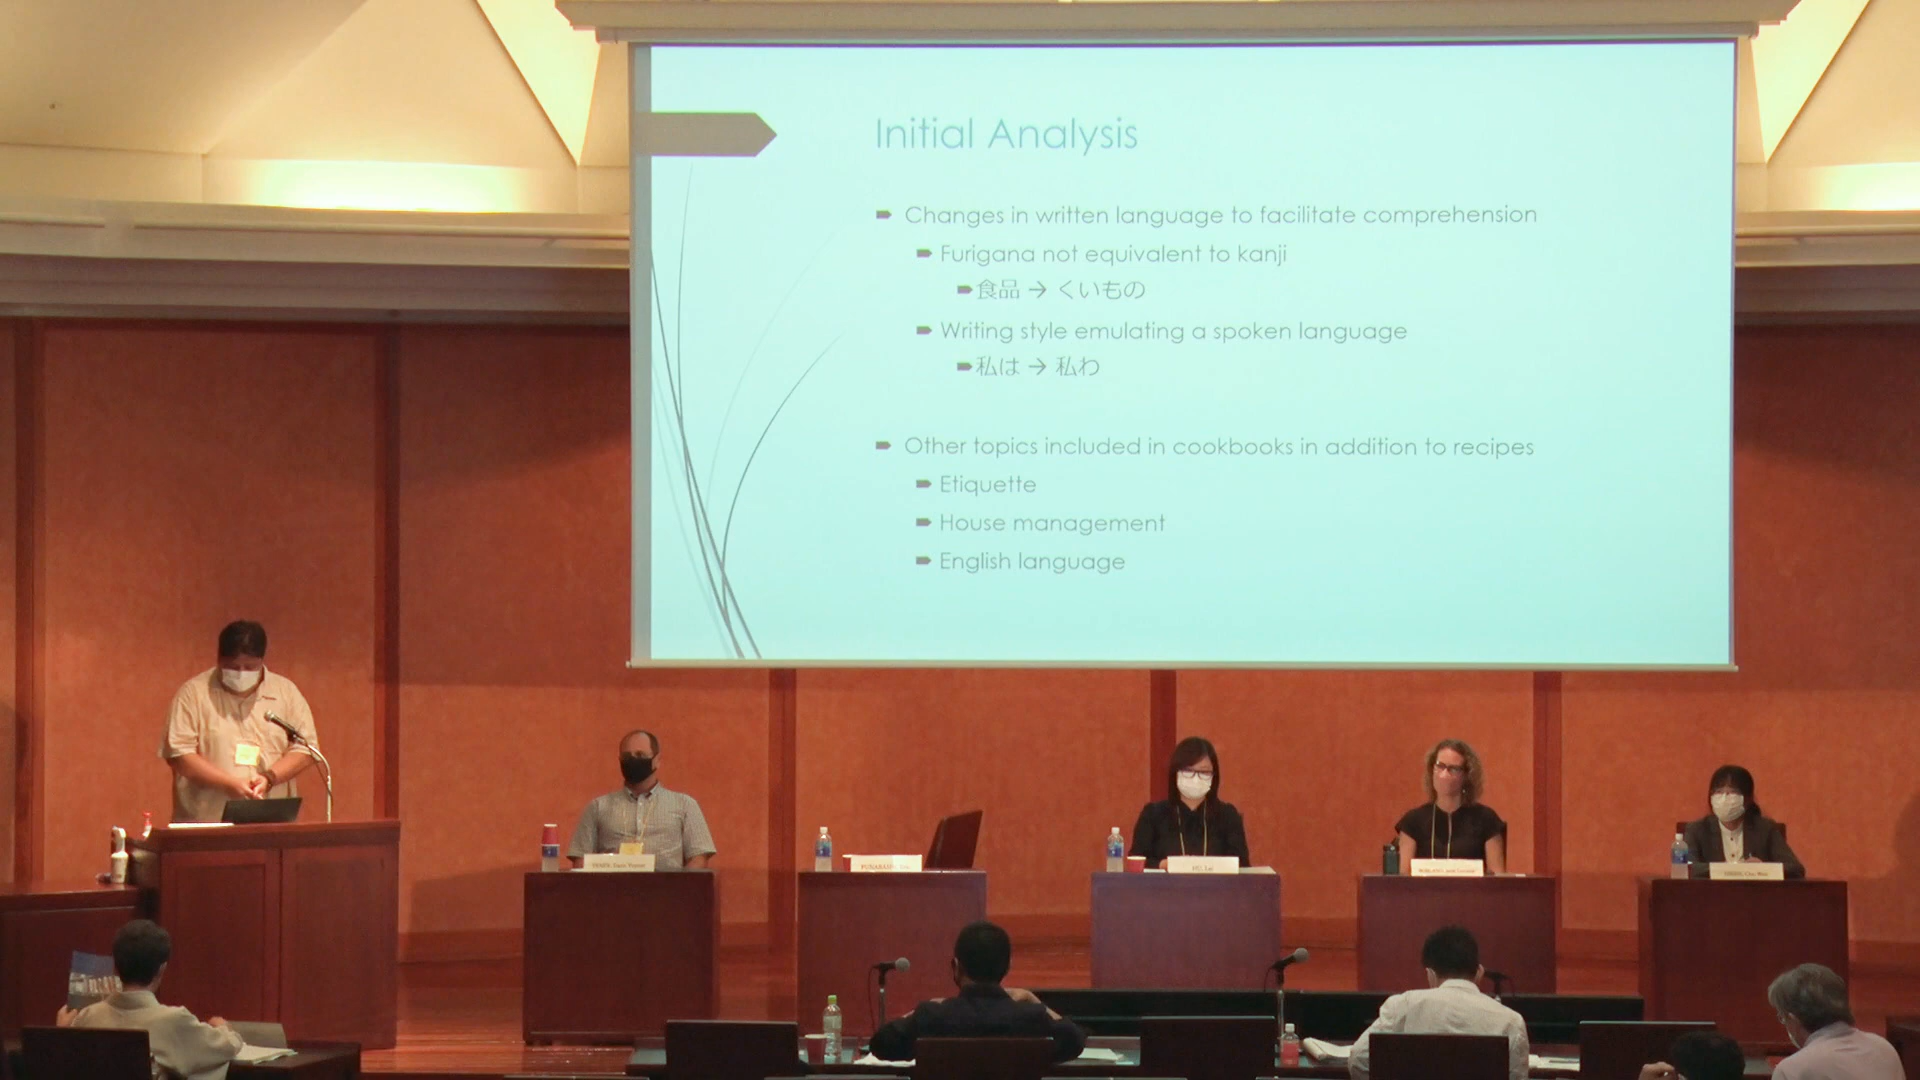 Initial Analysis
Changes in written language to facilitate comprehension
Furigana not equivalent to kanji
食品 → くいもの
Writing style emulating a spoken language
私は → 私わ
Other topics included in cookbooks in addition to recipes
Etiquette
House management
English language
HU, Lei